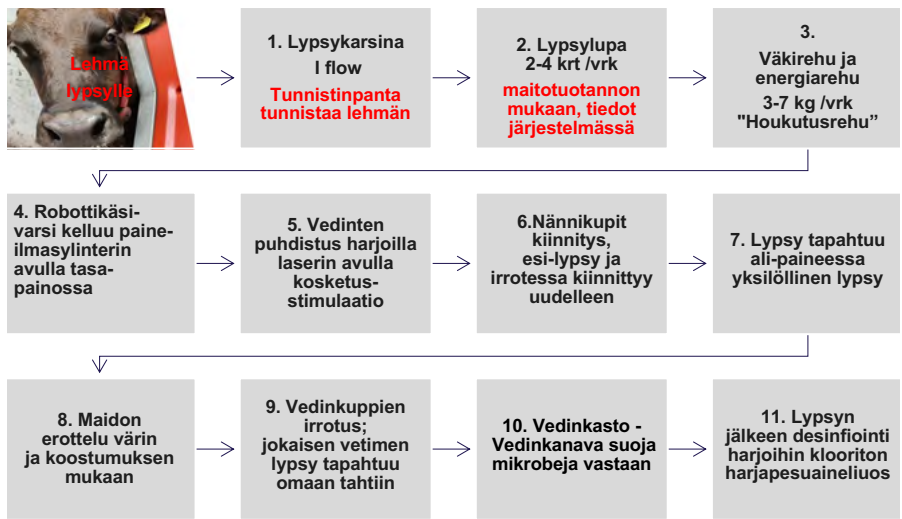 Lehmä
lypsylle
1. Lypsykarsina
I flow
Tunnistinpanta
tunnistaa lehmän
2. Lypsylupa
2-4 krt /vrk
maitotuotannon
mukaan, tiedot
järjestelmässä
3.
Väkirehu ja
energiarehu
3-7 kg /vrk
"Houkutusrehu”
4. Robottikäsi-
varsi kelluu paine-
ilmasylinterin
avulla tasa-
painossa
5. Vedinten
puhdistus harjoilla
laserin avulla
kosketus-
stimulaatio
6.Nännikupit
kiinnitys,
esi-lypsy ja
irrotessa kiinnittyy
uudelleen
7. Lypsy tapahtuu
ali-paineessa
yksilöllinen lypsy
8. Maidon
erottelu värin
ja koostumuksen
mukaan
9. Vedinkuppien
irrotus;
jokaisen vetimen
lypsy tapahtuu
omaan tahtiin
10. Vedinkasto -
Vedinkanava suoja
mikrobeja vastaan
11. Lypsyn
jälkeen desinfiointi
harjoihin klooriton
harjapesuaineliuos